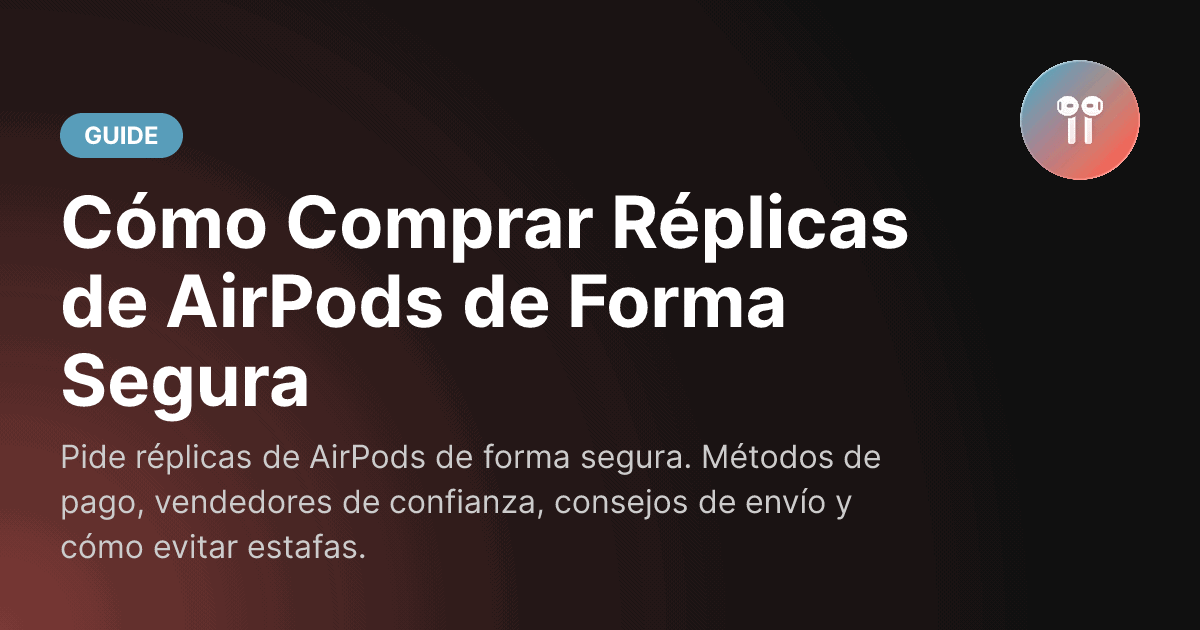 GUIDE
Cómo Comprar Réplicas
de AirPods de Forma
Segura
Pide réplicas de AirPods de forma segura. Métodos de
pago, vendedores de confianza, consejos de envío y
cómo evitar estafas.